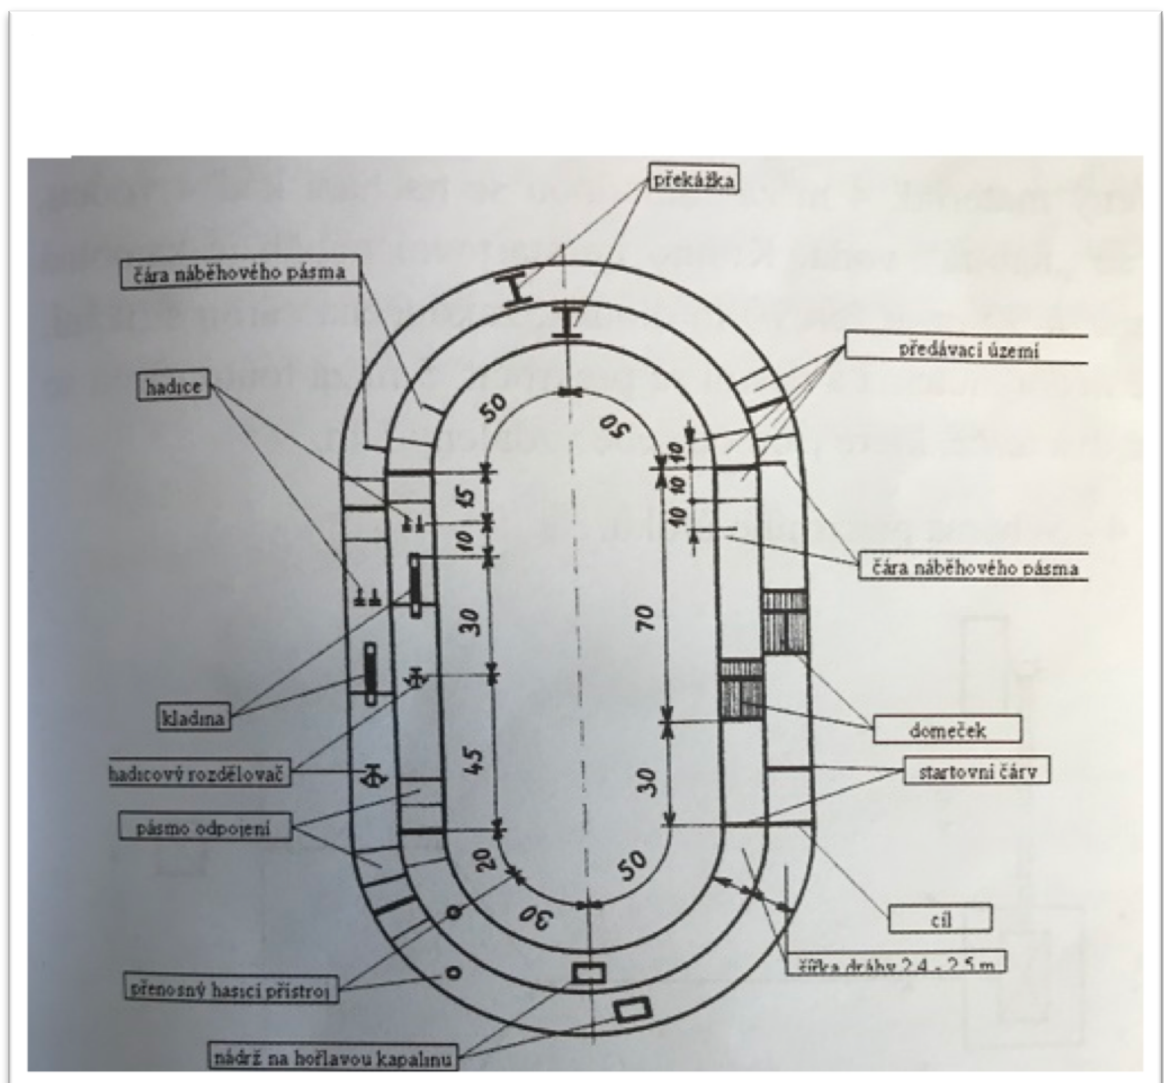 překážka
čára náběhového pásma
předávací území
hadice
50
50
10
15
10
10
10
čára náběhového pásma
30
70
kladina
domeček
hadicový rozdělovač
startovní čárv
45
30
pásmo odpojení
20
50
30
cíl
šířka dráhy 2,4 - 2,5 m
přenosný hasicí přístroj
nádrž na hořlavou kapalinu